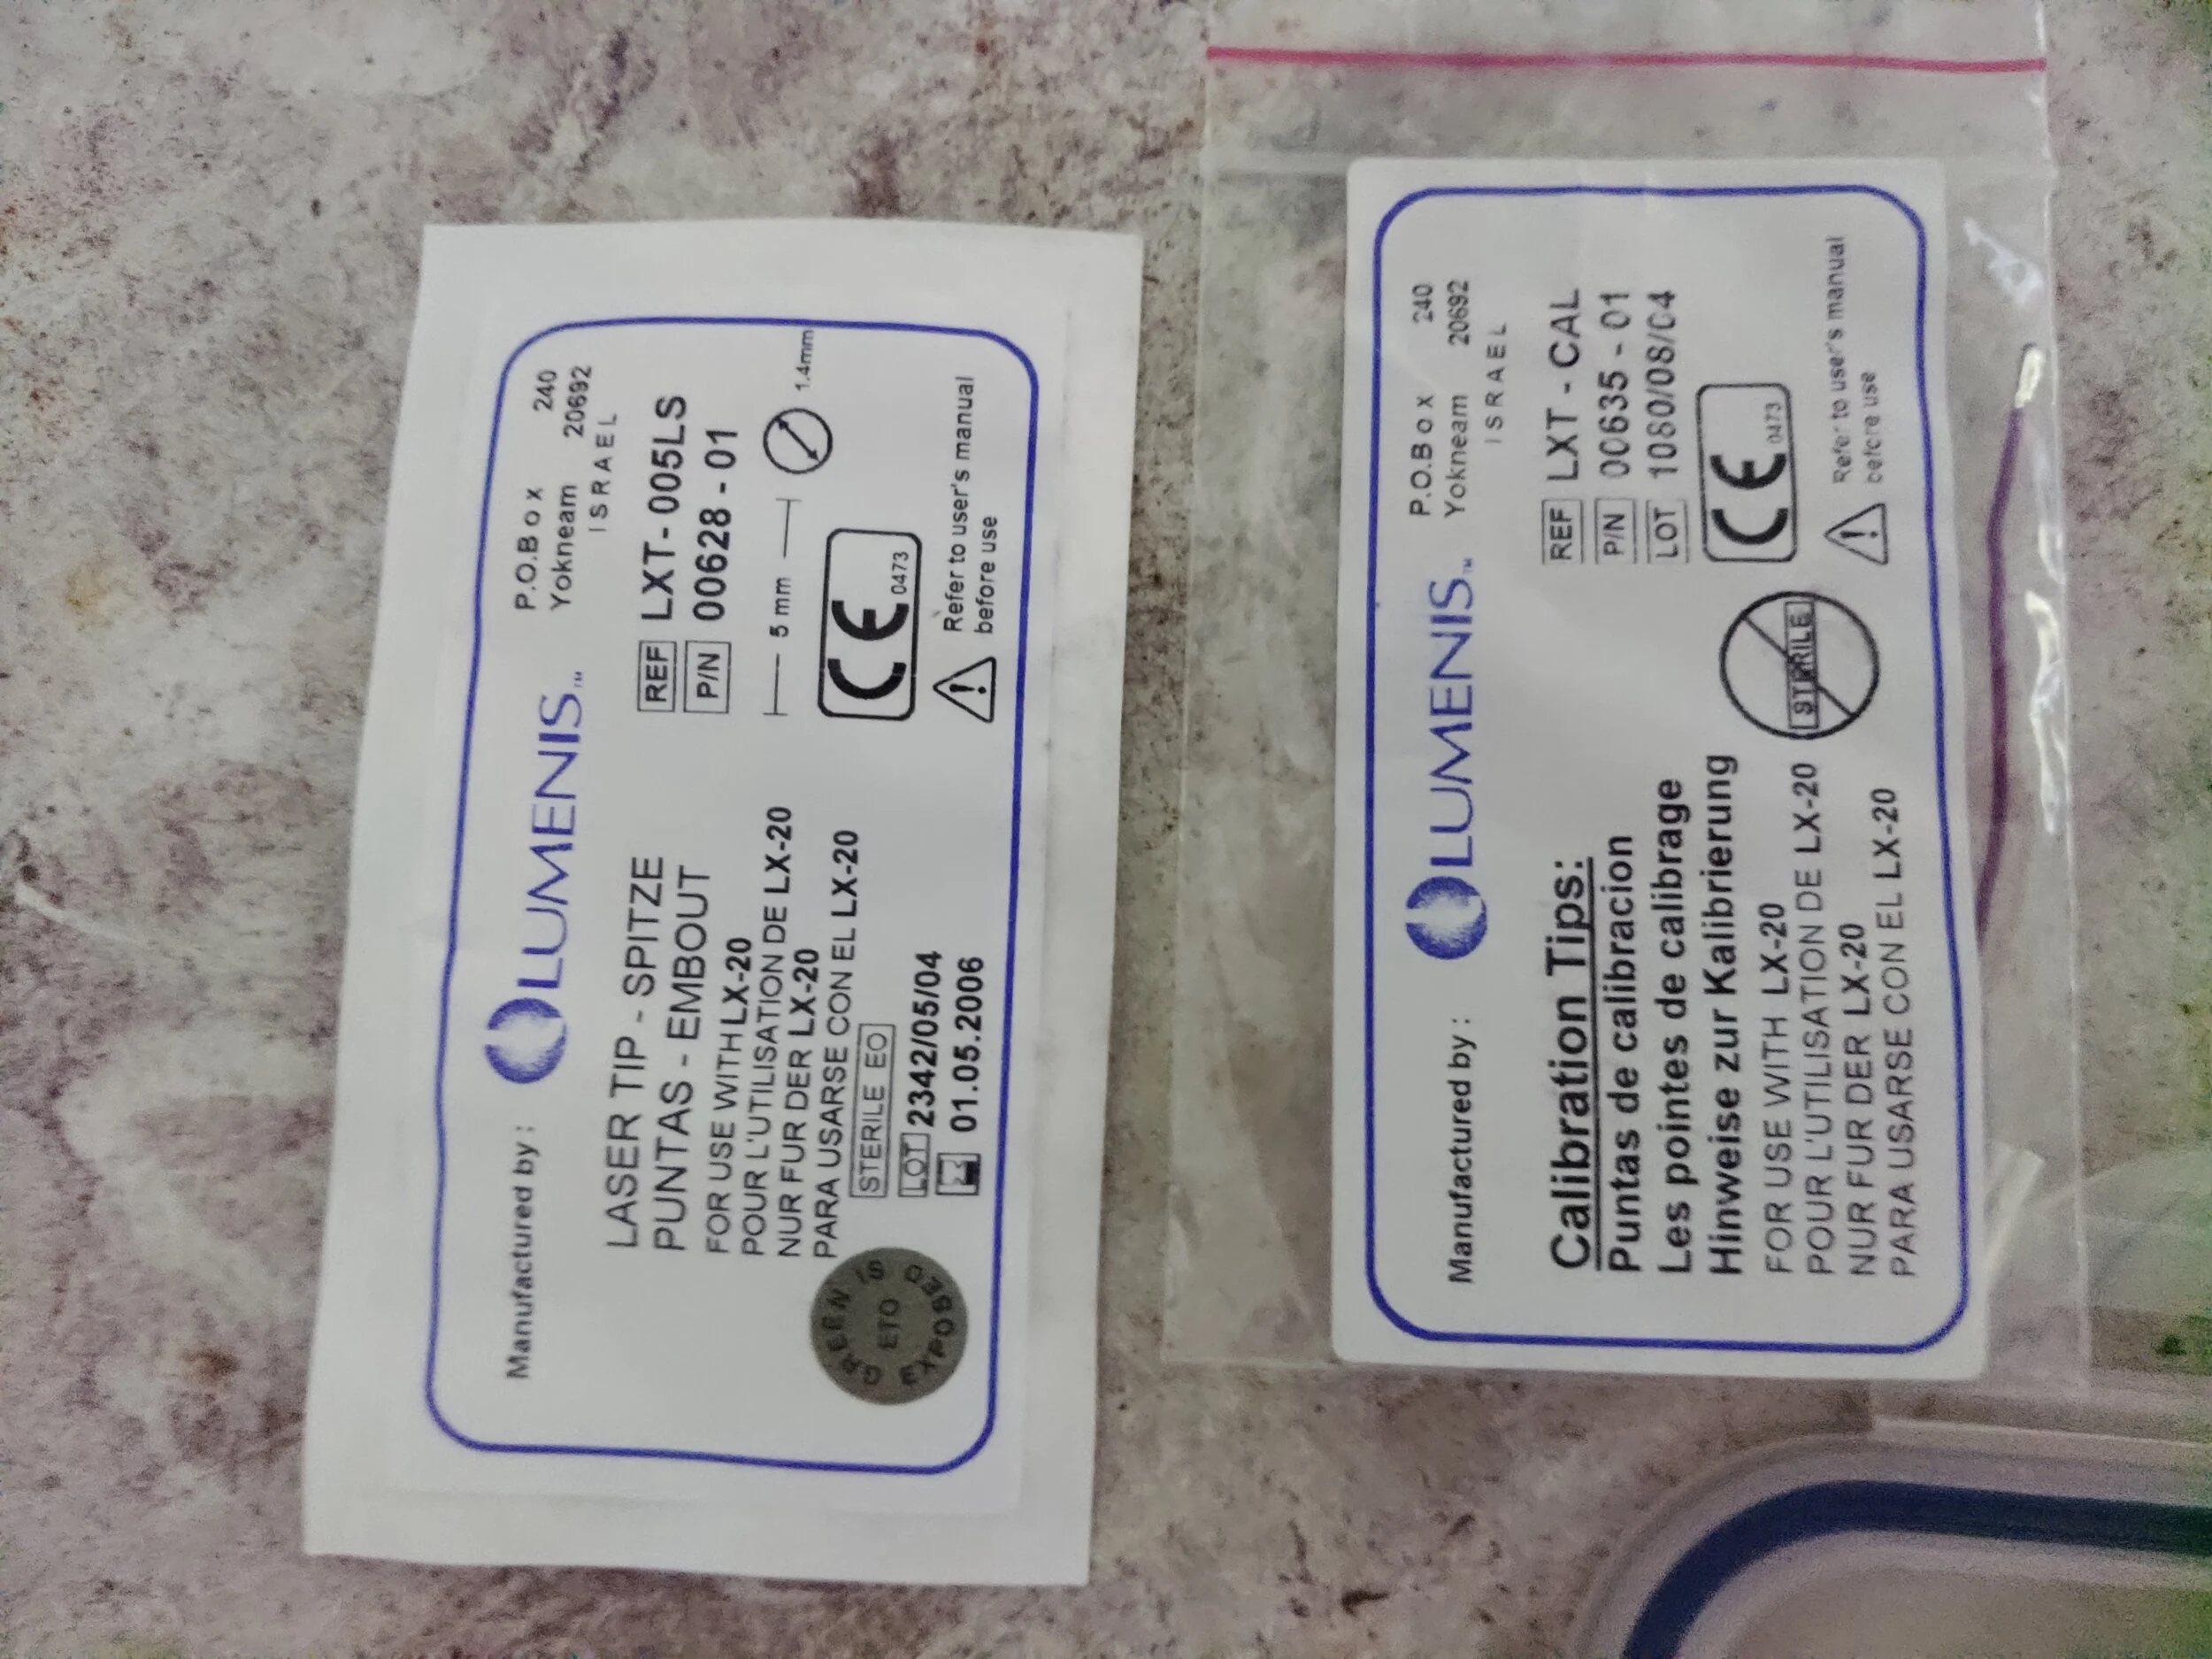 Manufactured by :
LUMENIS™
P.O.Box 240
Yokneam 20692
ISRAEL
LASER TIP - SPITZE
PUNTAS - EMBOUT
FOR USE WITH LX-20
POUR L'UTILISATION DE LX-20
NUR FUR DER LX-20
PARA USARSE CON EL LX-20
STERILE EO
LOT 2342/05/04
01.05.2006
GREEN IS
ETO
EXPOSED
REF LXT- 005LS
P/N 00628 - 01
5 mm
1.4mm
CE 0473
Refer to user's manual
before use
Manufactured by :
LUMENIS™
P.O.Box 240
Yokneam 20692
ISRAEL
Calibration Tips:
Puntas de calibracion
Les pointes de calibrage
Hinweise zur Kalibrierung
FOR USE WITH LX-20
POUR L'UTILISATION DE LX-20
NUR FUR DER LX-20
PARA USARSE CON EL LX-20
STERILE
REF LXT - CAL
P/N 00635 - 01
LOT 1080/08/04
CE 0473
Refer to user's manual
before use